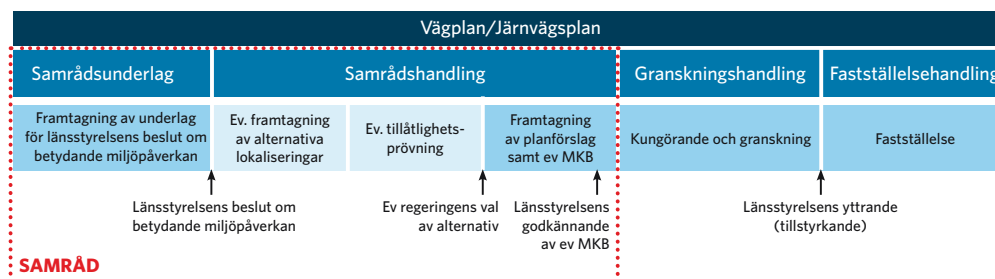 Vägplan/Järnvägsplan
Samrådsunderlag
Samrådshandling
Granskningshandling
Fastställelsehandling
Framtagning av underlag
för länsstyrelsens beslut om
betydande miljöpåverkan
Ev. framtagning
av alternativa
lokaliseringar
Ev. tillåtlighets-
prövning
Framtagning
av planförslag
samt ev MKB
Kungörande och granskning
Fastställelse
Länsstyrelsens beslut om
betydande miljöpåverkan
Ev regeringens val
av alternativ
Länsstyrelsens
godkännande
av ev MKB
Länsstyrelsens yttrande
(tillstyrkande)
SAMRÅD